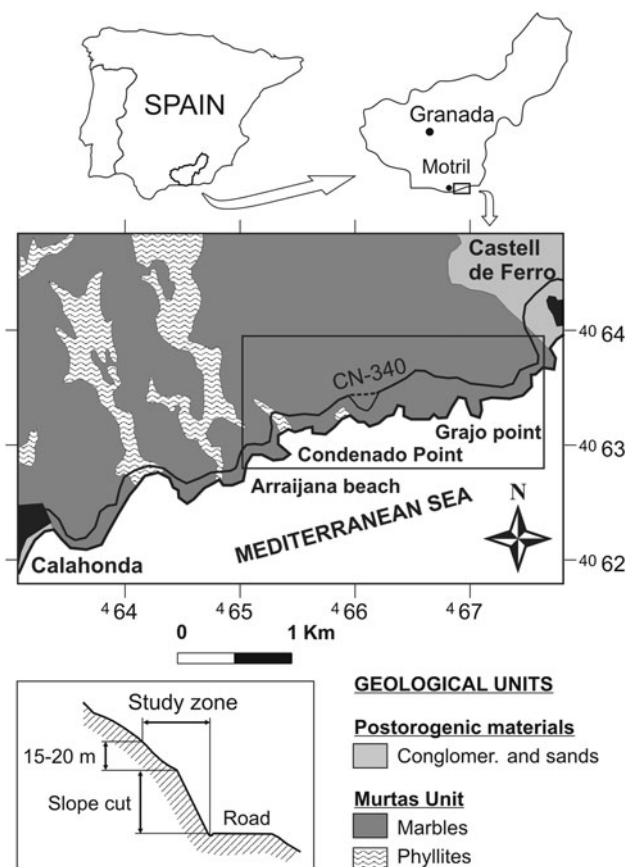 SPAIN
Granada
Motril
Castell
de Ferro
40 64
CN-340
40 63
Grajo point
Condenado Point
Arraijana beach
N
MEDITERRANEAN SEA
40 62
Calahonda
4 64
4 65
4 66
4 67
0
1 Km
Study zone
15-20 m
Slope cut
Road
GEOLOGICAL UNITS
Postorogenic materials
Conglomer. and sands
Murtas Unit
Marbles
Phyllites